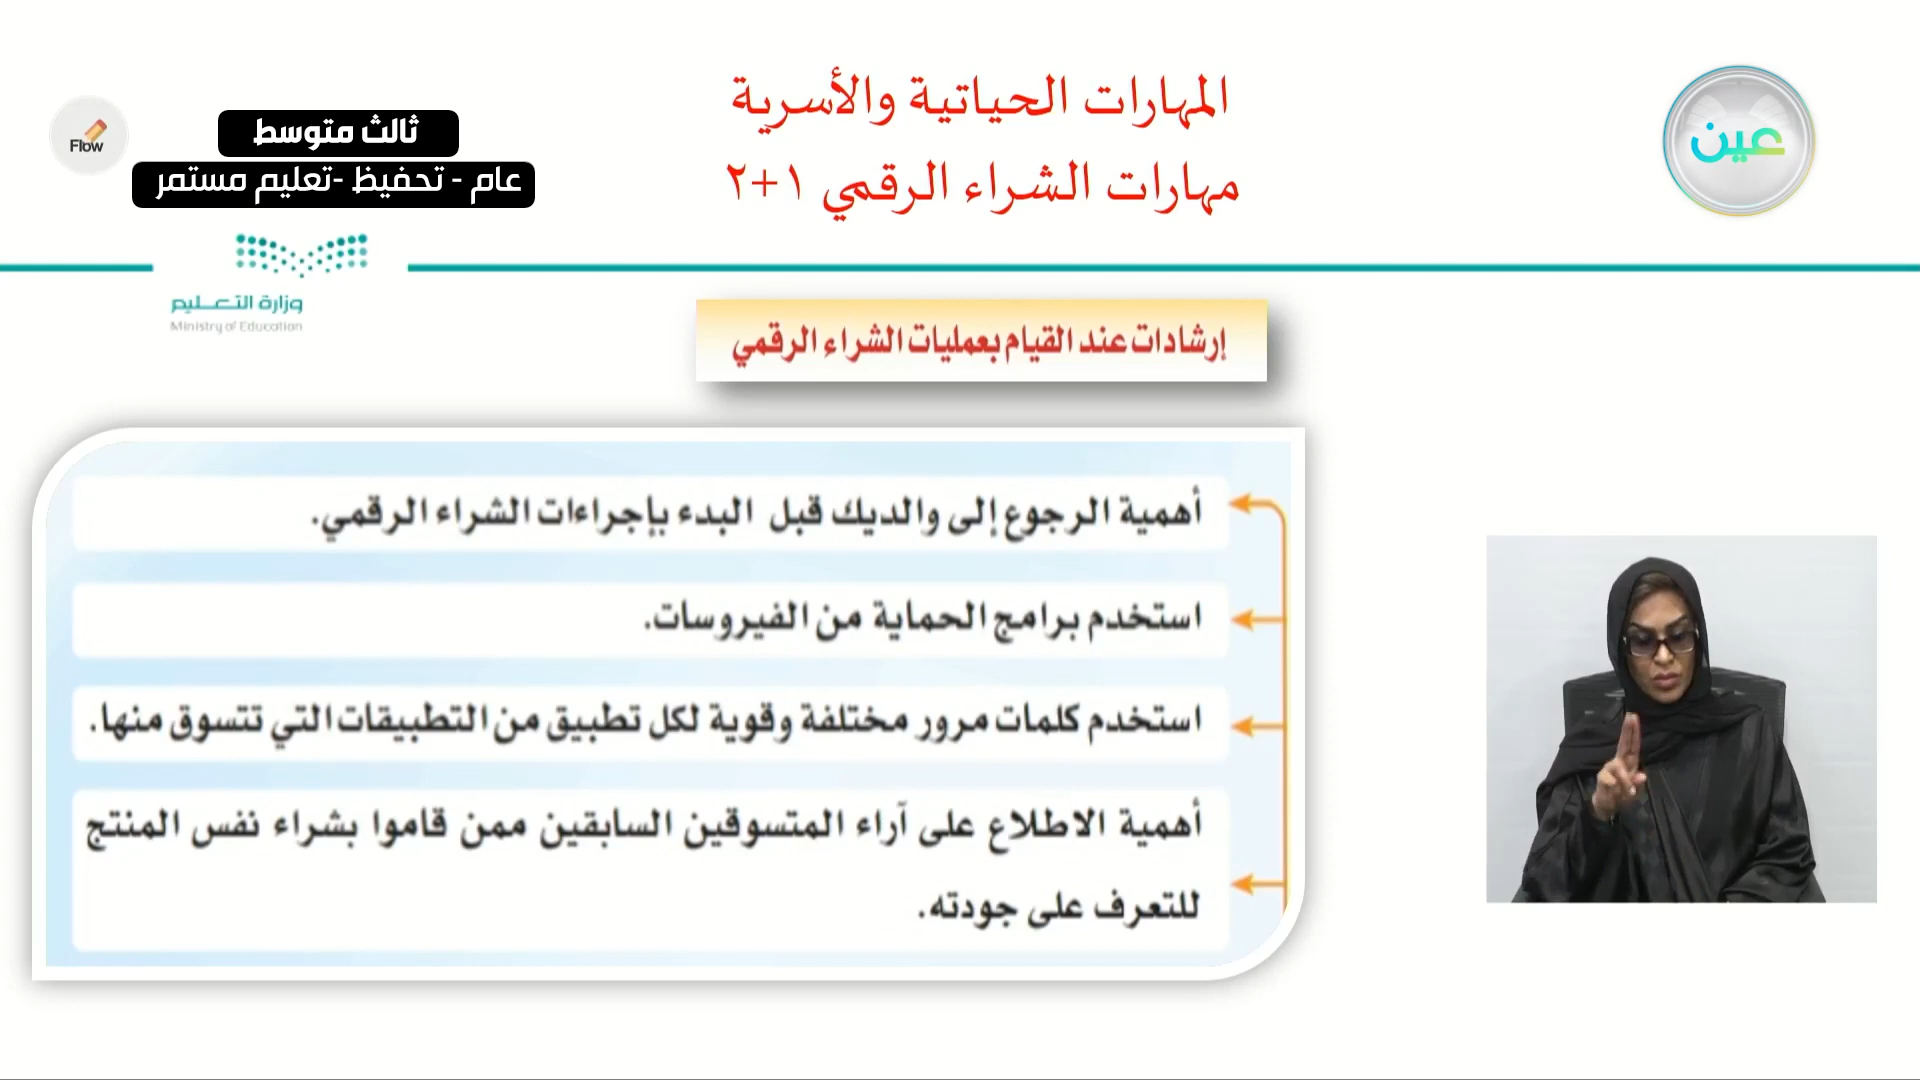 المهارات الحياتية والأسرية
مهارات الشراء الرقمي ١+٢
عين
ثالث متوسط
عام - تحفيظ -تعليم مستمر
Flow
وزارة التعـــليم
Ministry of Education
إرشادات عند القيام بعمليات الشراء الرقمي
أهمية الرجوع إلى والديك قبل البدء بإجراءات الشراء الرقمي.
استخدم برامج الحماية من الفيروسات.
استخدم كلمات مرور مختلفة وقوية لكل تطبيق من التطبيقات التي تتسوق منها.
أهمية الاطلاع على آراء المتسوقين السابقين ممن قاموا بشراء نفس المنتج
للتعرف على جودته.